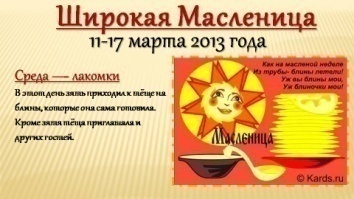 Широкая Масленица
11-17 марта 2013 года
Среда — лакомки
В этот день зять приходил к тёще на
блины, которые она сама готовила.
Кроме зятя тёща приглашала и
других гостей.
Как на масленой неделе
Из трубы- блины летели!
Уж вы блины мои,
Уж блиночки мои!
Масленица
© Kards.ru